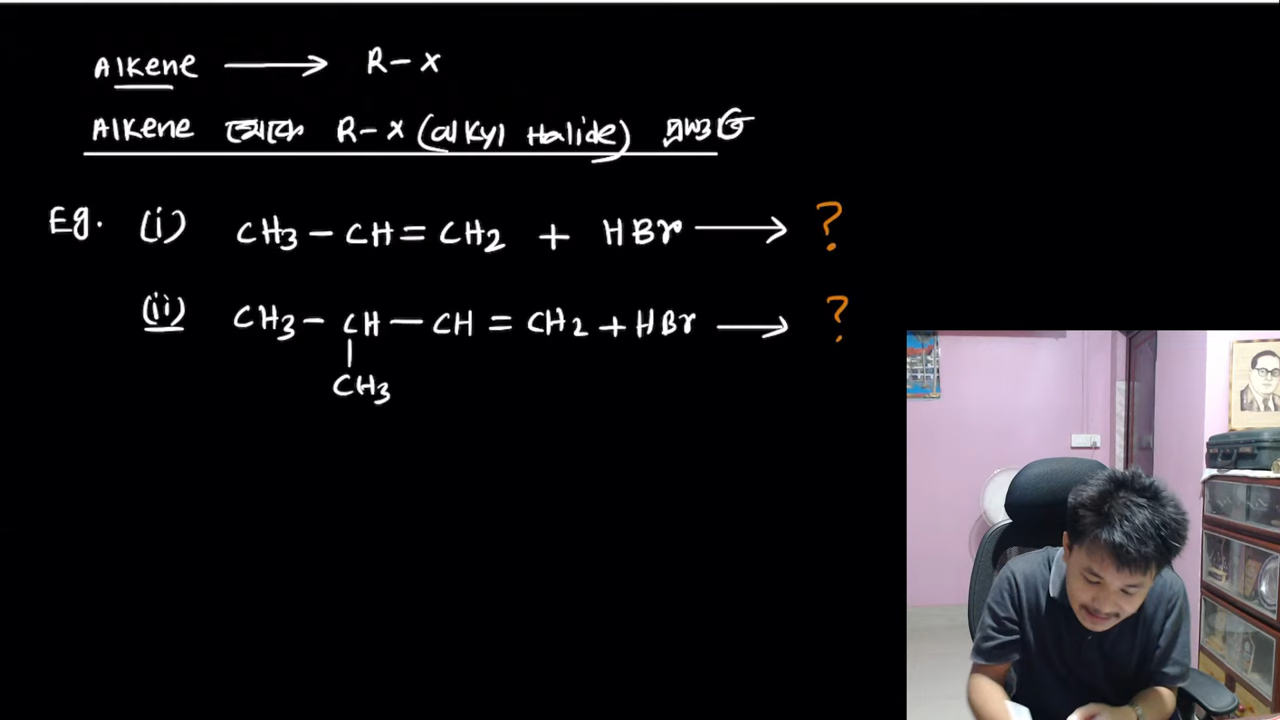 Alkene ⟶ R-X
Alkene থেকে R-X (alkyl Halide) প্রস্তুতি
Eg. (i) CH3 - CH = CH2 + HBr ⟶ ?
(ii) CH3 - CH - CH = CH2 + HBr ⟶ ?
|
CH3